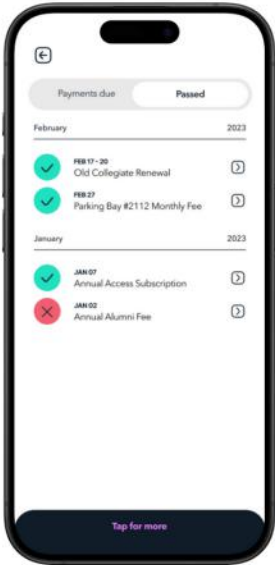 Payments due Passed
February 2023
FEB 17 - 20
Old Collegiate Renewal
FEB 27
Parking Bay #2112 Monthly Fee
January 2023
JAN 07
Annual Access Subscription
JAN 02
Annual Alumni Fee
Tap for more